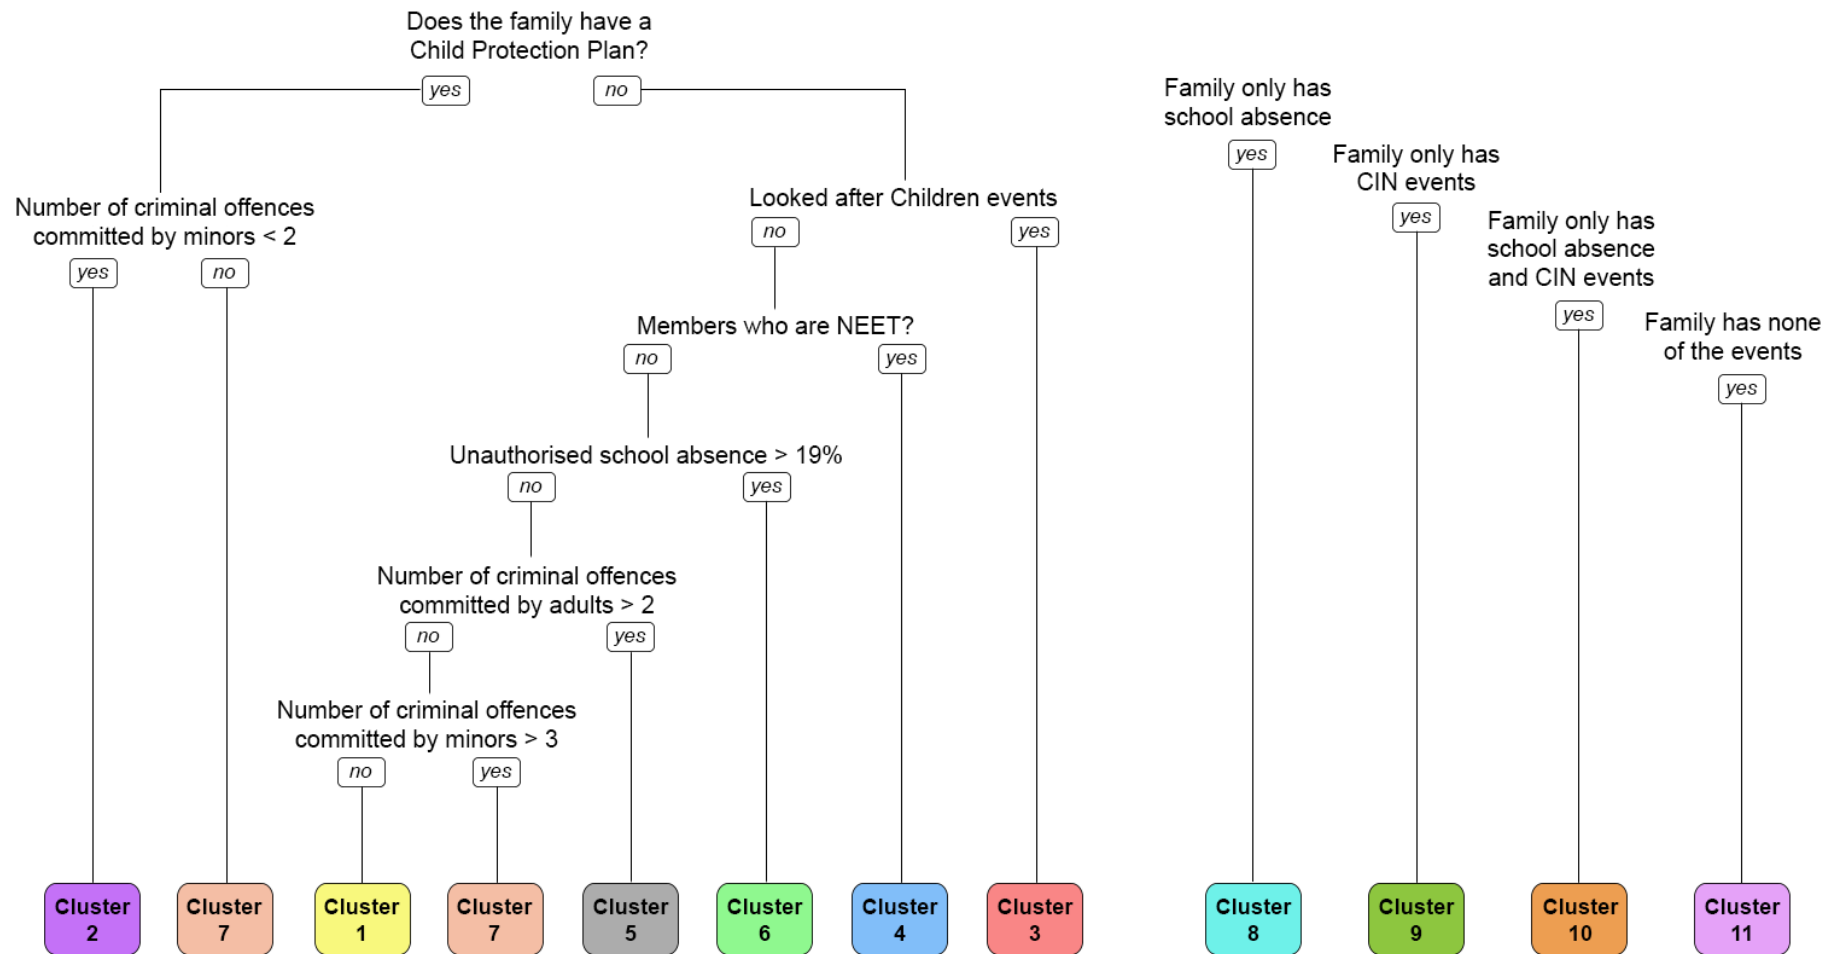 Does the family have a
Child Protection Plan?
yes
no
Number of criminal offences
committed by minors < 2
yes
no
Looked after Children events
no
yes
Members who are NEET?
no
yes
Unauthorised school absence > 19%
no
yes
Number of criminal offences
committed by adults > 2
no
yes
Number of criminal offences
committed by minors > 3
no
yes
Family only has
school absence
yes
Family only has
CIN events
yes
Family only has
school absence
and CIN events
yes
Family has none
of the events
yes
Cluster
2
Cluster
7
Cluster
1
Cluster
7
Cluster
5
Cluster
6
Cluster
4
Cluster
3
Cluster
8
Cluster
9
Cluster
10
Cluster
11